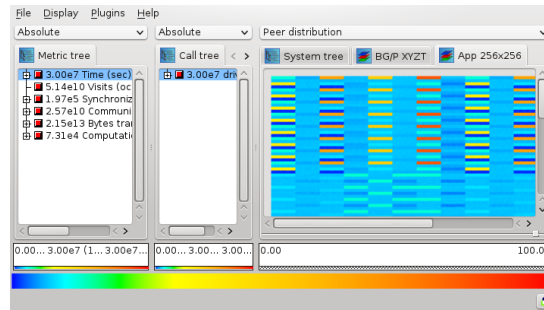 File Display Plugins Help
Absolute Absolute Peer distribution
Metric tree Call tree System tree BG/P XYZT App 256x256
3.00e7 Time (sec) 3.00e7 driv
5.14e10 Visits (oc
1.97e5 Synchroniz
2.57e10 Communi
2.15e13 Bytes tran
7.31e4 Computati
0.00... 3.00e7 (1... 3.00e7... 0.00... 3.00... 3.00... 0.00 100.0